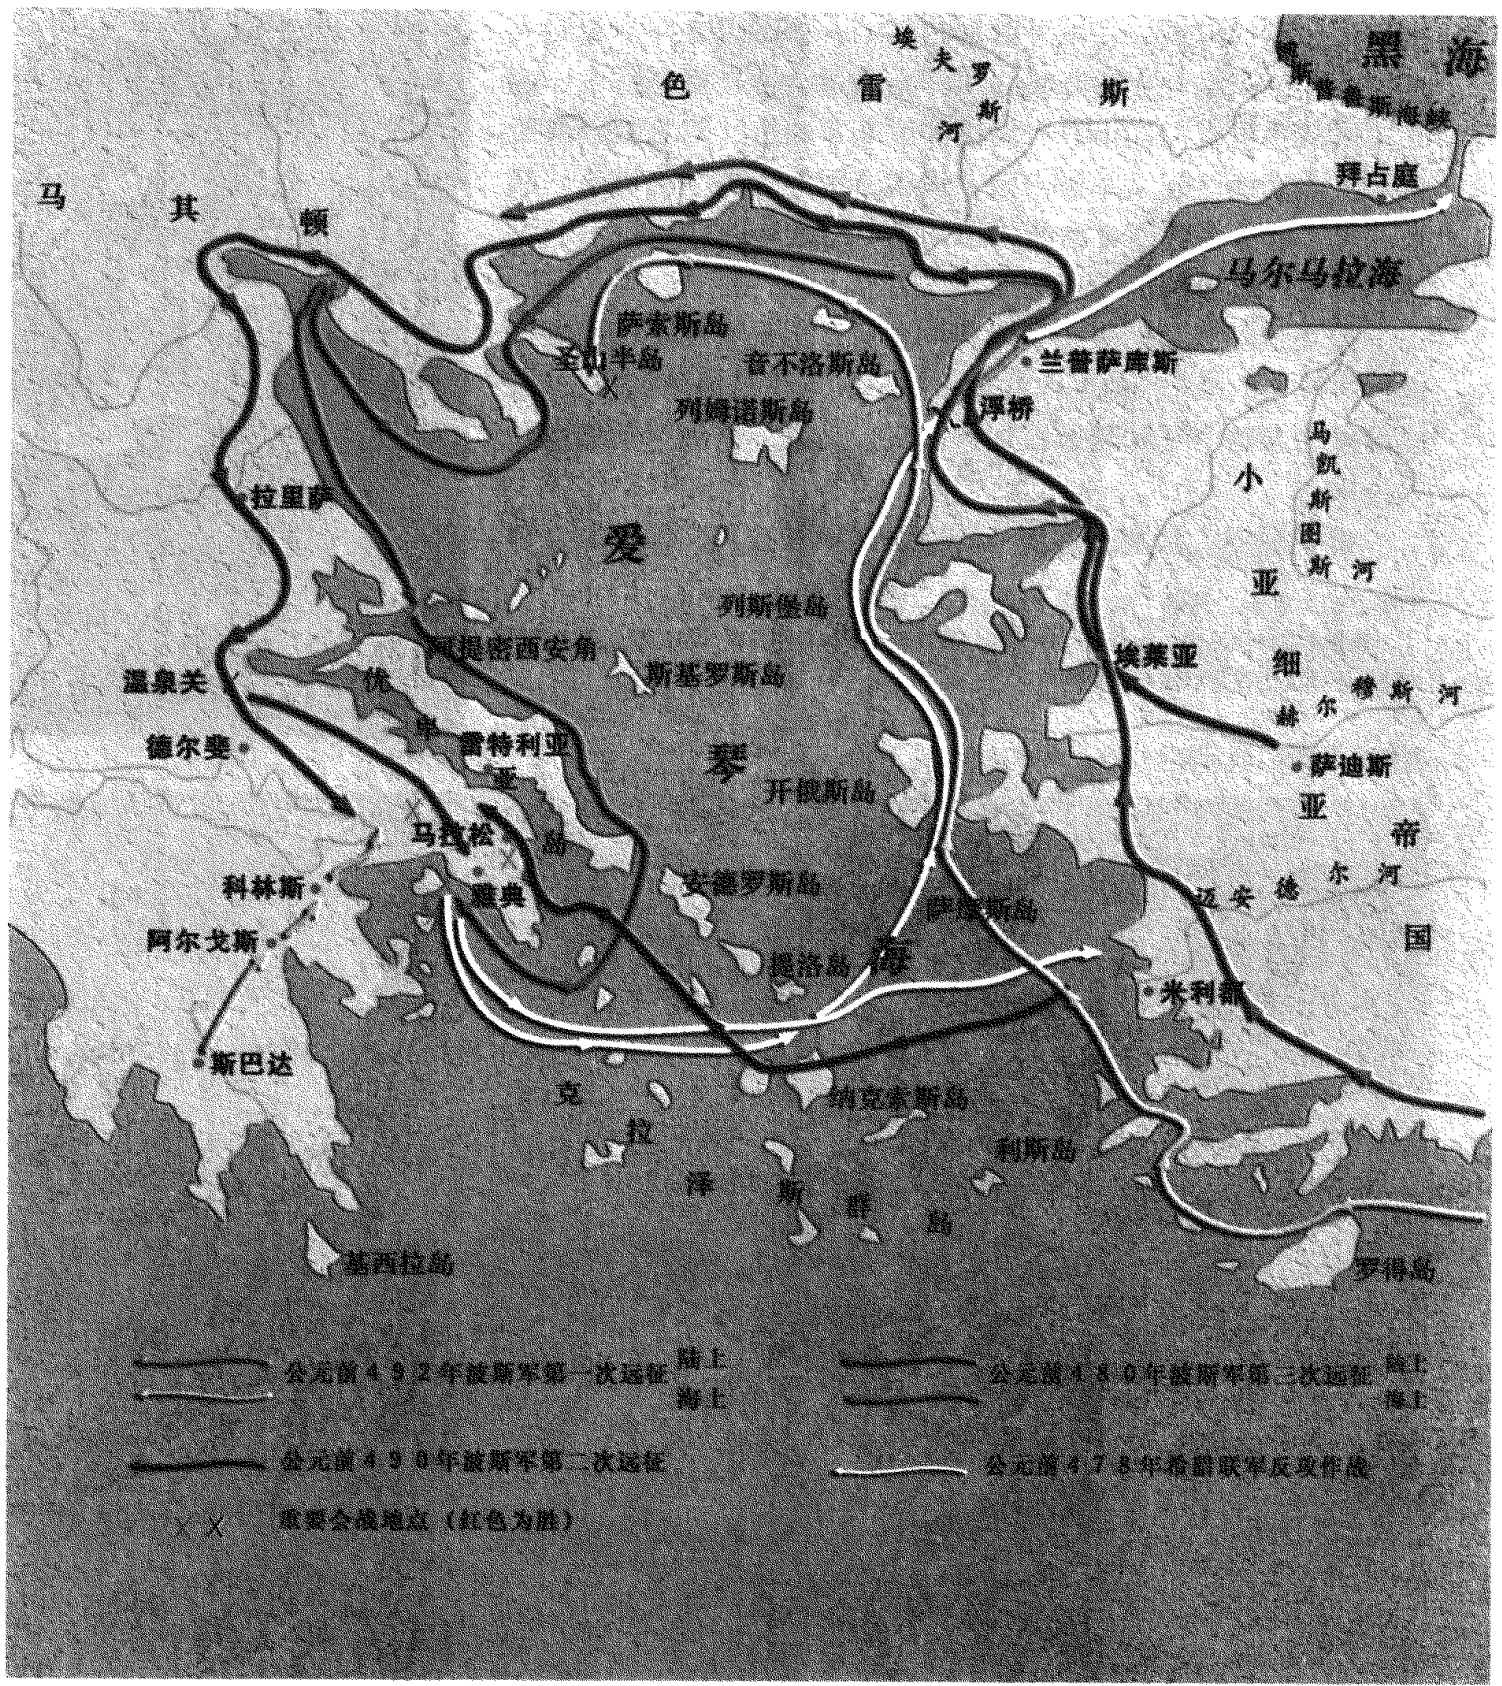 黑海
博斯普鲁斯海峡
埃夫罗斯河
色雷斯
拜占庭
马其顿
马尔马拉海
萨索斯岛
圣山半岛
音不洛斯岛
兰普萨库斯
列姆诺斯岛
浮桥
马凯斯图斯河
小亚细亚帝国
拉里萨
爱琴海
列斯堡岛
阿提密西安角
斯基罗斯岛
埃莱亚
温泉关
优卑亚岛
赫尔穆斯河
德尔斐
雷特利亚
开俄斯岛
萨迪斯
马拉松
科林斯
雅典
安德罗斯岛
萨摩斯岛
迈安德尔河
阿尔戈斯
提洛岛
米利都
斯巴达
纳克索斯岛
克拉泽斯群岛
利斯岛
基西拉岛
罗得岛
公元前492年波斯军第一次远征 陆上
海上
公元前480年波斯军第三次远征 陆上
海上
公元前490年波斯军第二次远征
公元前478年希腊联军反攻作战
重要会战地点（红色为胜）